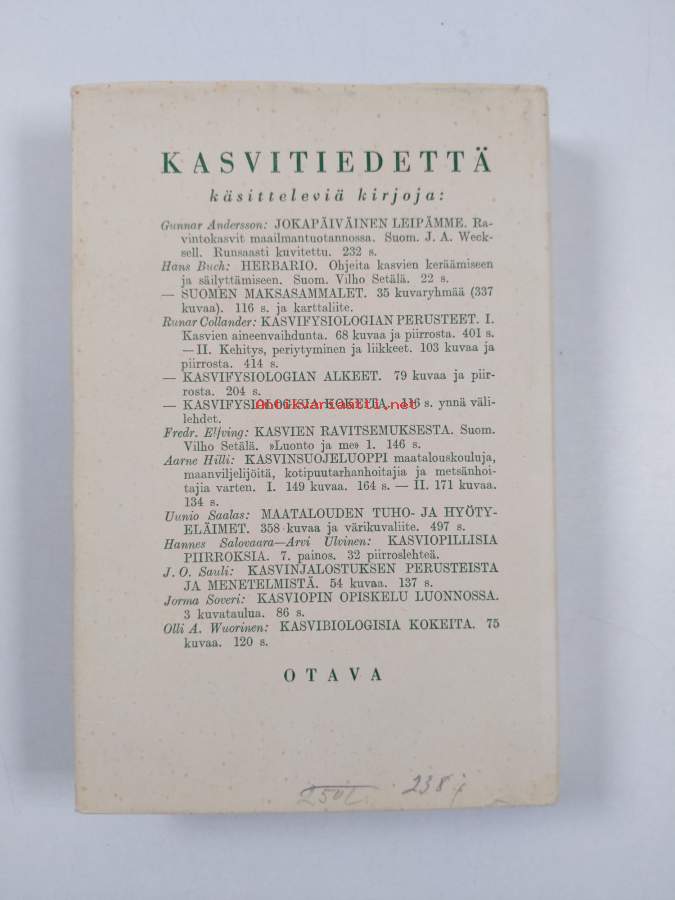 KASVITIEDETTÄ
käsitteleviä kirjoja:
Gunnar Andersson: JOKAPÄIVÄINEN LEIPÄMME. Ra-
vintokasvit maailmantuotannossa. Suom. J. A. Weck-
sell. Runsaasti kuvitettu. 232 s.
Hans Buch: HERBARIO. Ohjeita kasvien keräämiseen
ja säilyttämiseen. Suom. Vilho Setälä. 22 s.
— SUOMEN MAKSASAMMALET. 35 kuvaryhmää (337
kuvaa). 116 s. ja karttaliite.
Runar Collander: KASVIFYSIOLOGIAN PERUSTEET. I.
Kasvien aineenvaihdunta. 68 kuvaa ja piirrosta. 401 s.
— II. Kehitys, periytyminen ja liikkeet. 103 kuvaa ja
piirrosta. 414 s.
— KASVIFYSIOLOGIAN ALKEET. 79 kuvaa ja piir-
rosta. 204 s.
— KASVIFYSIOLOGISIA KOKEITA. 116 s. ynnä väli-
lehdet.
antikvariaatti.net
Fredr. Elfving: KASVIEN RAVITSEMUKSESTA. Suom.
Vilho Setälä. »Luonto ja me» 1. 146 s.
Aarne Hilli: KASVINSUOJELUOPPI maatalouskouluja,
maanviljelijöitä, kotipuutarhanhoitajia ja metsänhoi-
tajia varten. I. 149 kuvaa. 164 s. — II. 171 kuvaa.
134 s.
Uunio Saalas: MAATALOUDEN TUHO- JA HYÖTY-
ELÄIMET. 358 kuvaa ja värikuvaliite. 497 s.
Hannes Salovaara—Arvi Ulvinen: KASVIOPILLISIA
PIIRROKSIA. 7. painos. 32 piirroslehteä.
J. O. Sauli: KASVINJALOSTUKSEN PERUSTEISTA
JA MENETELMISTÄ. 54 kuvaa. 137 s.
Jorma Soveri: KASVIOPIN OPISKELU LUONNOSSA.
3 kuvataulua. 86 s.
Olli A. Wuorinen: KASVIBIOLOGISIA KOKEITA. 75
kuvaa. 120 s.
OTAVA
238